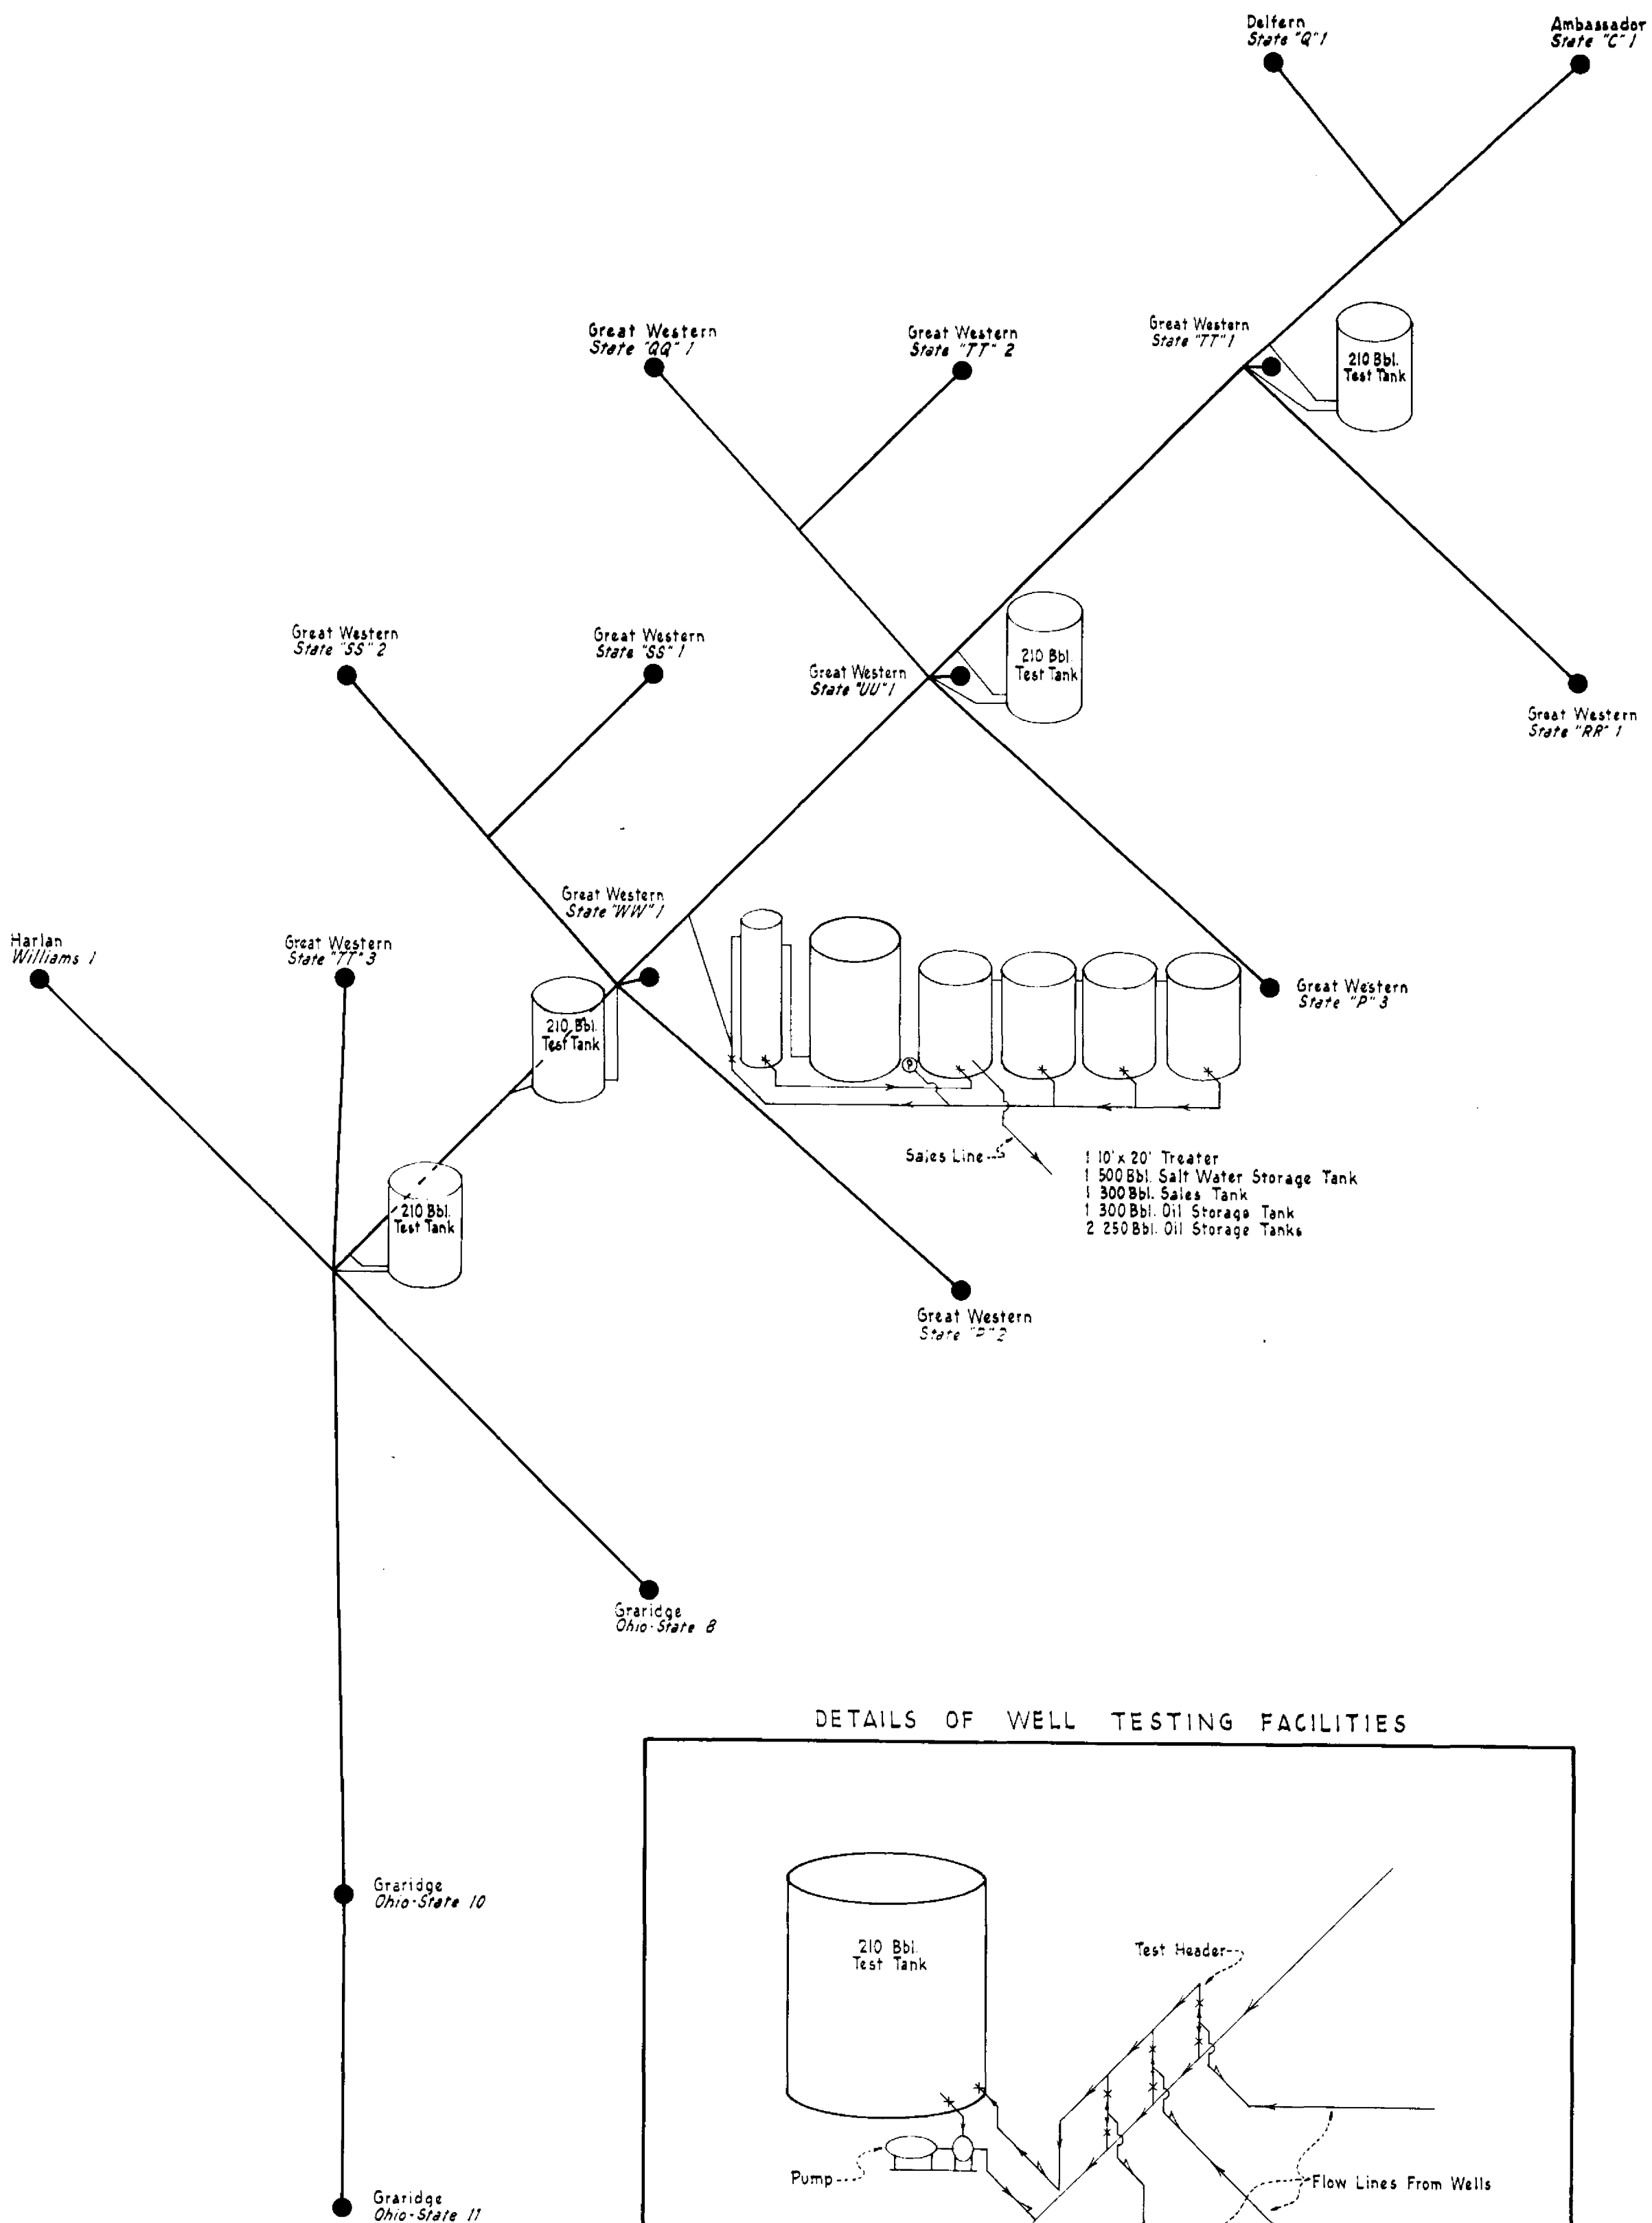 Delfern
State "Q" 1
Ambassador
State "C" 1
Great Western
State "QQ" 1
Great Western
State "TT" 2
Great Western
State "TT" 1
210 Bbl.
Test Tank
Great Western
State "SS" 2
Great Western
State "SS" 1
Great Western
State "UU" 1
210 Bbl.
Test Tank
Great Western
State "RR" 1
Great Western
State "WW" 1
Harlan
Williams 1
Great Western
State "TT" 3
210 Bbl.
Test Tank
P
Great Western
State "P" 3
Sales Line
1 10' x 20' Treater
1 500 Bbl. Salt Water Storage Tank
1 300 Bbl. Sales Tank
1 300 Bbl. Oil Storage Tank
2 250 Bbl. Oil Storage Tanks
210 Bbl.
Test Tank
Great Western
State "P" 2
Graridge
Ohio-State 8
DETAILS OF WELL TESTING FACILITIES
Graridge
Ohio-State 10
210 Bbl.
Test Tank
Test Header
Pump
Flow Lines From Wells
Graridge
Ohio-State 11